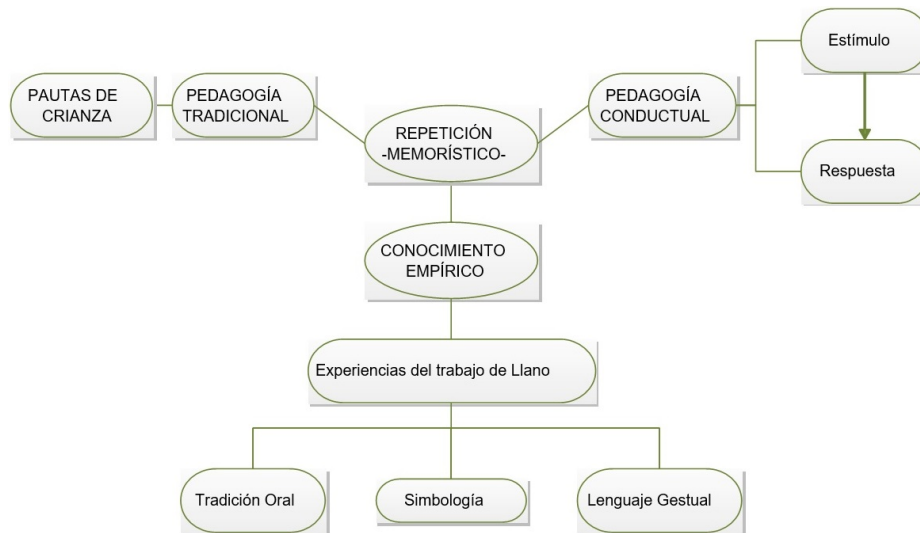 Estímulo
PAUTAS DE
CRIANZA
PEDAGOGÍA
TRADICIONAL
REPETICIÓN
-MEMORÍSTICO-
PEDAGOGÍA
CONDUCTUAL
Respuesta
CONOCIMIENTO
EMPÍRICO
Experiencias del trabajo de Llano
Tradición Oral
Simbología
Lenguaje Gestual